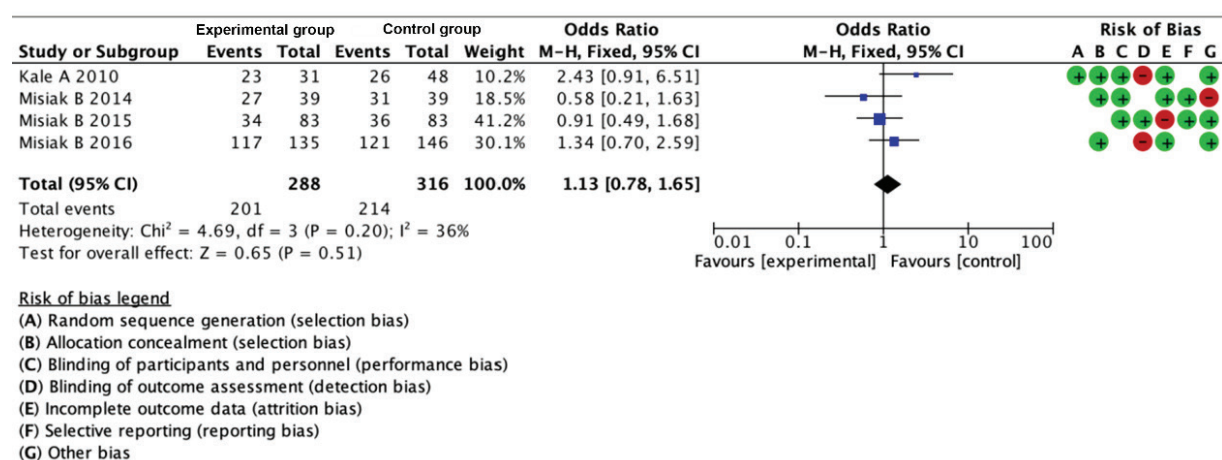 Experimental group Control group Odds Ratio Odds Ratio Risk of Bias
Study or Subgroup Events Total Events Total Weight M-H, Fixed, 95% CI M-H, Fixed, 95% CI A B C D E F G
Kale A 2010 23 31 26 48 10.2% 2.43 [0.91, 6.51] + + + - + +
Misiak B 2014 27 39 31 39 18.5% 0.58 [0.21, 1.63] + + + + -
Misiak B 2015 34 83 36 83 41.2% 0.91 [0.49, 1.68] + + - + +
Misiak B 2016 117 135 121 146 30.1% 1.34 [0.70, 2.59] + - + +
Total (95% CI) 288 316 100.0% 1.13 [0.78, 1.65]
Total events 201 214
Heterogeneity: Chi² = 4.69, df = 3 (P = 0.20); I² = 36%
Test for overall effect: Z = 0.65 (P = 0.51)
0.01 0.1 1 10 100
Favours [experimental] Favours [control]
Risk of bias legend
(A) Random sequence generation (selection bias)
(B) Allocation concealment (selection bias)
(C) Blinding of participants and personnel (performance bias)
(D) Blinding of outcome assessment (detection bias)
(E) Incomplete outcome data (attrition bias)
(F) Selective reporting (reporting bias)
(G) Other bias